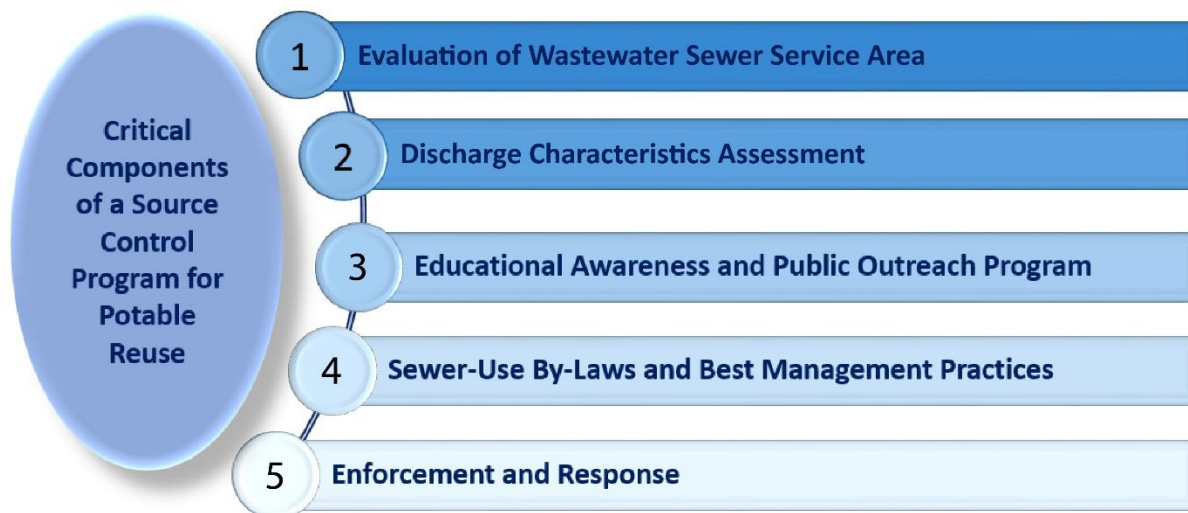 Critical
Components
of a Source
Control
Program for
Potable
Reuse
1 Evaluation of Wastewater Sewer Service Area
2 Discharge Characteristics Assessment
3 Educational Awareness and Public Outreach Program
4 Sewer-Use By-Laws and Best Management Practices
5 Enforcement and Response